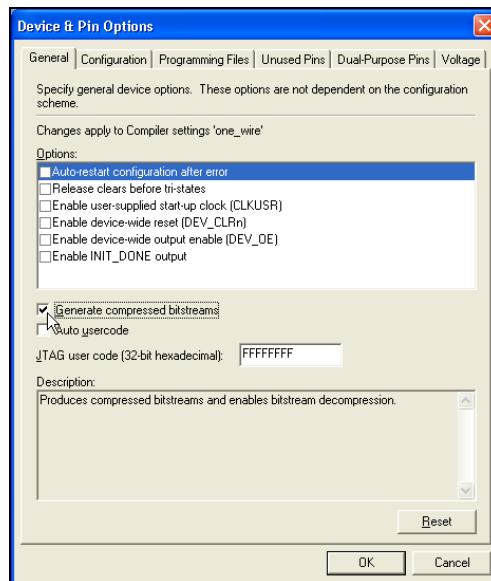 Device & Pin Options
General Configuration Programming Files Unused Pins Dual-Purpose Pins Voltage
Specify general device options. These options are not dependent on the configuration
scheme.
Changes apply to Compiler settings 'one_wire'
Options:
Auto-restart configuration after error
Release clears before tri-states
Enable user-supplied start-up clock (CLKUSR)
Enable device-wide reset (DEV_CLRn)
Enable device-wide output enable (DEV_OE)
Enable INIT_DONE output
Generate compressed bitstreams
Auto usercode
JTAG user code (32-bit hexadecimal): FFFFFFFF
Description:
Produces compressed bitstreams and enables bitstream decompression.
Reset
OK Cancel